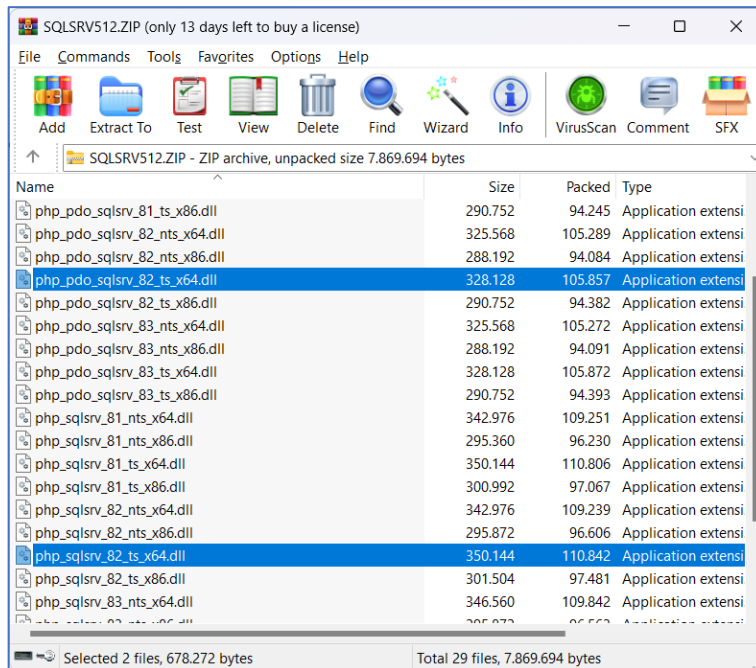 SQLSRV512.ZIP (only 13 days left to buy a license)
File Commands Tools Favorites Options Help
Add Extract To Test View Delete Find Wizard Info VirusScan Comment SFX
SQLSRV512.ZIP - ZIP archive, unpacked size 7.869.694 bytes
Name Size Packed Type
php_pdo_sqlsrv_81_ts_x86.dll 290.752 94.245 Application extensi
php_pdo_sqlsrv_82_nts_x64.dll 325.568 105.289 Application extensi
php_pdo_sqlsrv_82_nts_x86.dll 288.192 94.084 Application extensi
php_pdo_sqlsrv_82_ts_x64.dll 328.128 105.857 Application extensi
php_pdo_sqlsrv_82_ts_x86.dll 290.752 94.382 Application extensi
php_pdo_sqlsrv_83_nts_x64.dll 325.568 105.272 Application extensi
php_pdo_sqlsrv_83_nts_x86.dll 288.192 94.091 Application extensi
php_pdo_sqlsrv_83_ts_x64.dll 328.128 105.872 Application extensi
php_pdo_sqlsrv_83_ts_x86.dll 290.752 94.393 Application extensi
php_sqlsrv_81_nts_x64.dll 342.976 109.251 Application extensi
php_sqlsrv_81_nts_x86.dll 295.360 96.230 Application extensi
php_sqlsrv_81_ts_x64.dll 350.144 110.806 Application extensi
php_sqlsrv_81_ts_x86.dll 300.992 97.067 Application extensi
php_sqlsrv_82_nts_x64.dll 342.976 109.239 Application extensi
php_sqlsrv_82_nts_x86.dll 295.872 96.606 Application extensi
php_sqlsrv_82_ts_x64.dll 350.144 110.842 Application extensi
php_sqlsrv_82_ts_x86.dll 301.504 97.481 Application extensi
php_sqlsrv_83_nts_x64.dll 346.560 109.842 Application extensi
Selected 2 files, 678.272 bytes Total 29 files, 7.869.694 bytes